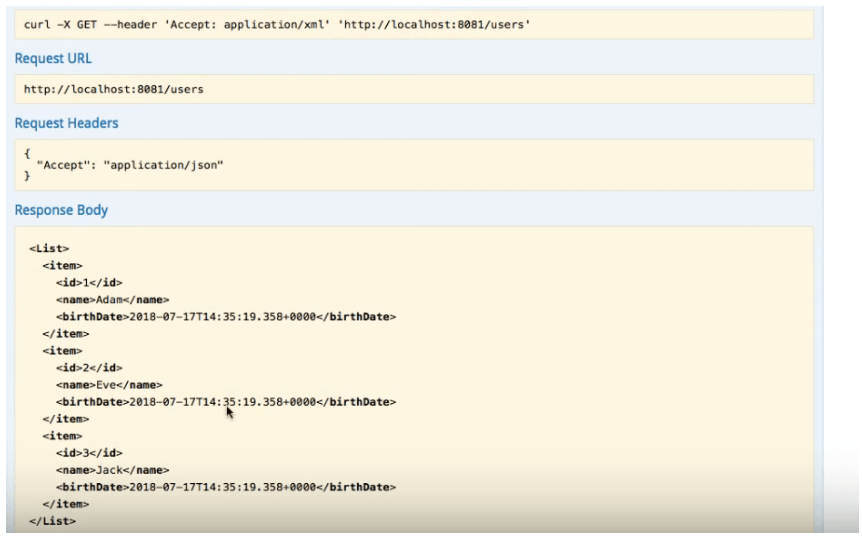 curl -X GET --header 'Accept: application/xml' 'http://localhost:8081/users'
Request URL
http://localhost:8081/users
Request Headers
{
  "Accept": "application/json"
}
Response Body
<List>
  <item>
    <id>1</id>
    <name>Adam</name>
    <birthDate>2018-07-17T14:35:19.358+0000</birthDate>
  </item>
  <item>
    <id>2</id>
    <name>Eve</name>
    <birthDate>2018-07-17T14:35:19.358+0000</birthDate>
  </item>
  <item>
    <id>3</id>
    <name>Jack</name>
    <birthDate>2018-07-17T14:35:19.358+0000</birthDate>
  </item>
</List>